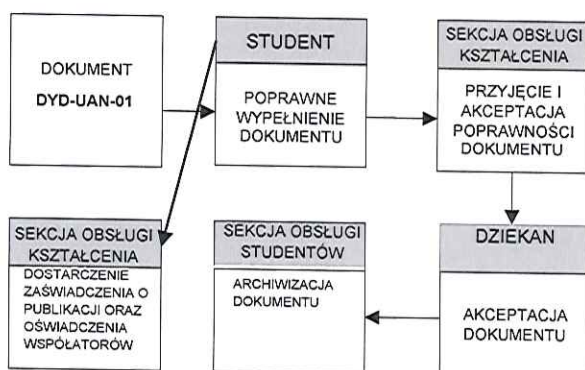 DOKUMENT
DYD-UAN-01
STUDENT
POPRAWNE
WYPEŁNIENIE
DOKUMENTU
SEKCJA OBSŁUGI
KSZTAŁCENIA
PRZYJĘCIE I
AKCEPTACJA
POPRAWNOŚCI
DOKUMENTU
SEKCJA OBSŁUGI
KSZTAŁCENIA
DOSTARCZENIE
ZAŚWIADCZENIA O
PUBLIKACJI ORAZ
OŚWIADCZENIA
WSPÓŁATORÓW
SEKCJA OBSŁUGI
STUDENTÓW
ARCHIWIZACJA
DOKUMENTU
DZIEKAN
AKCEPTACJA
DOKUMENTU